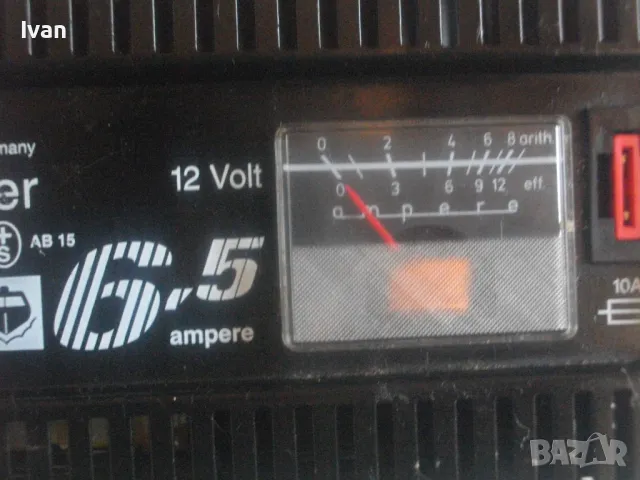 Ivan
many
er
12 Volt
AB 15
S
6,5
ampere
0 2 4 6 8 arith.
0 3 6 9 12 eff.
ampere
10A
BAZAR